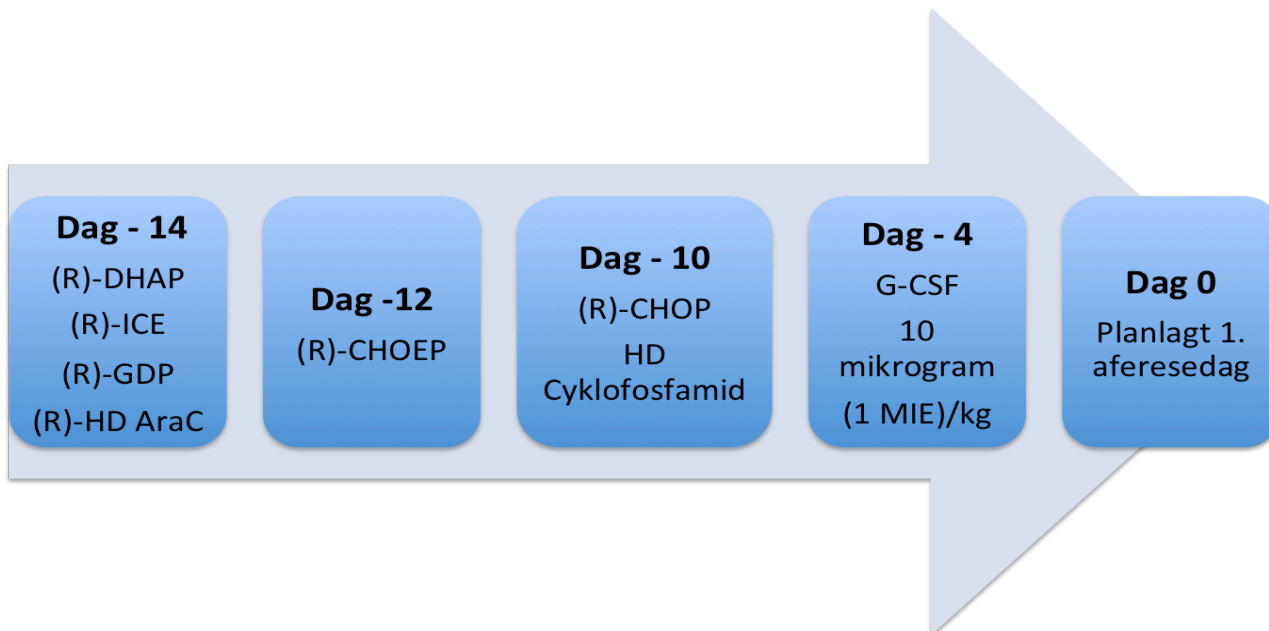 Dag - 14
(R)-DHAP
(R)-ICE
(R)-GDP
(R)-HD AraC
Dag -12
(R)-CHOEP
Dag - 10
(R)-CHOP
HD
Cyklofosfamid
Dag - 4
G-CSF
10
mikrogram
(1 MIE)/kg
Dag 0
Planlagt 1.
aferesedag